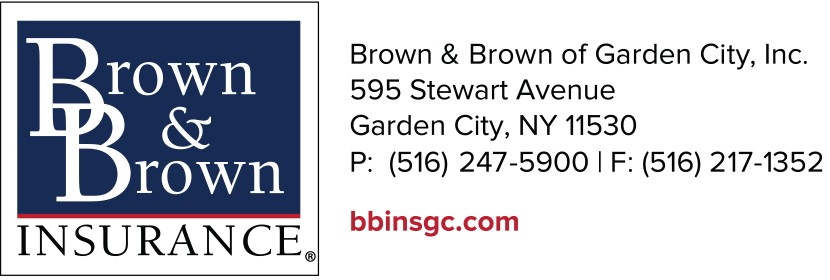 Brown
&
Brown
INSURANCE®
Brown & Brown of Garden City, Inc.
595 Stewart Avenue
Garden City, NY 11530
P:  (516) 247-5900 | F: (516) 217-1352
bbinsgc.com